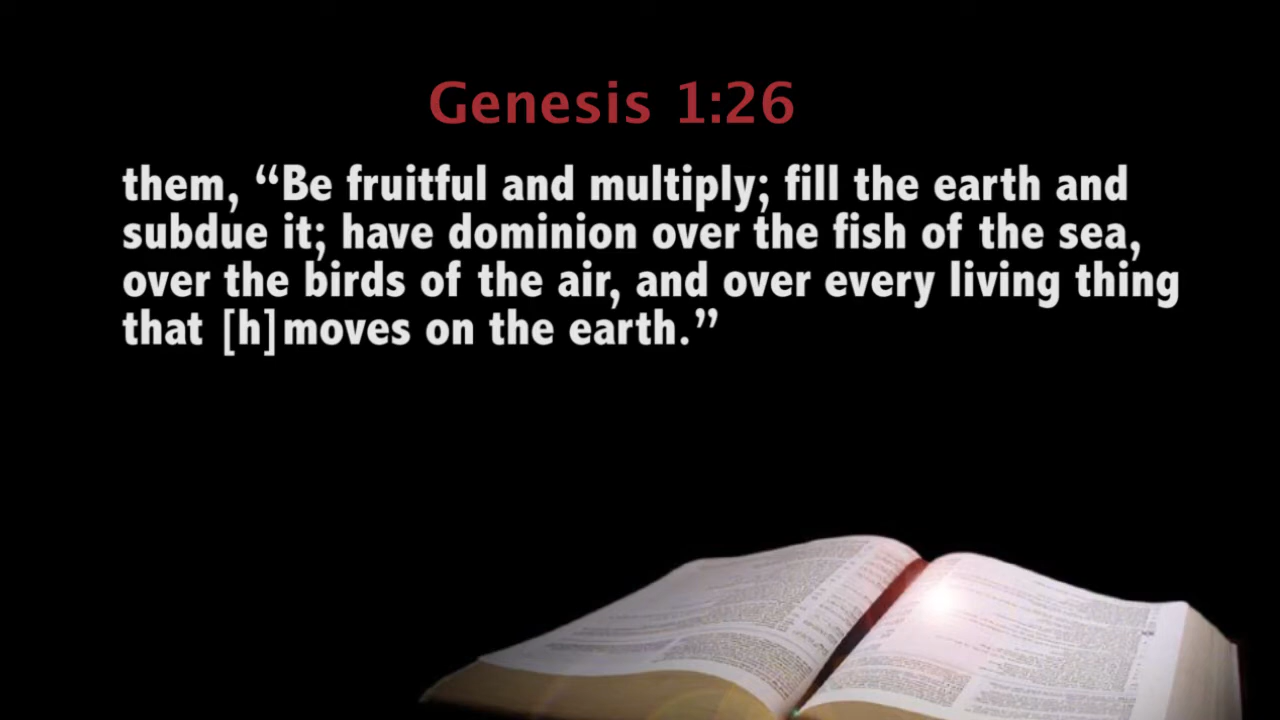 Genesis 1:26
them, “Be fruitful and multiply; fill the earth and
subdue it; have dominion over the fish of the sea,
over the birds of the air, and over every living thing
that [h]moves on the earth.”